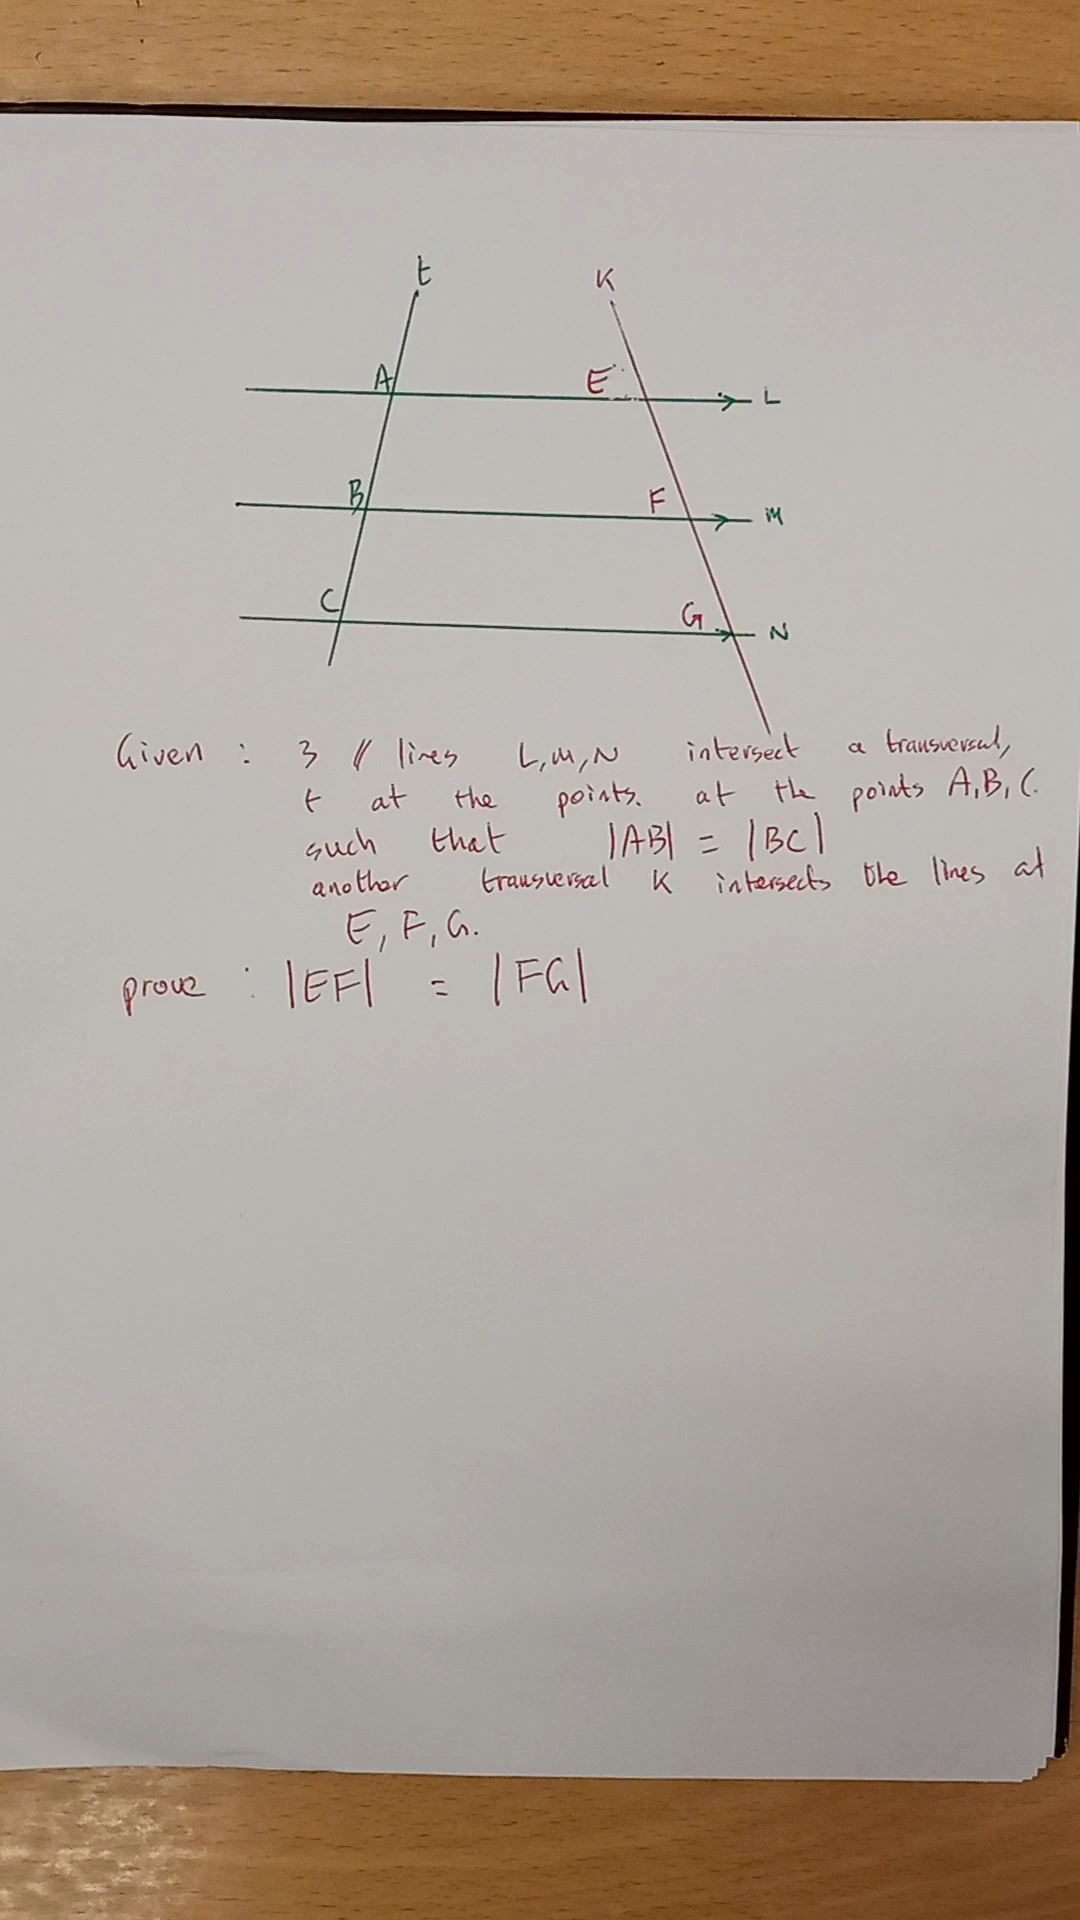 t K
A E L
B F M
C G N
Given : 3 // lines L, M, N intersect a transversal,
t at the points. at the points A, B, C.
such that |AB| = |BC|
another transversal K intersects the lines at
E, F, G.
prove : |EF| = |FG|